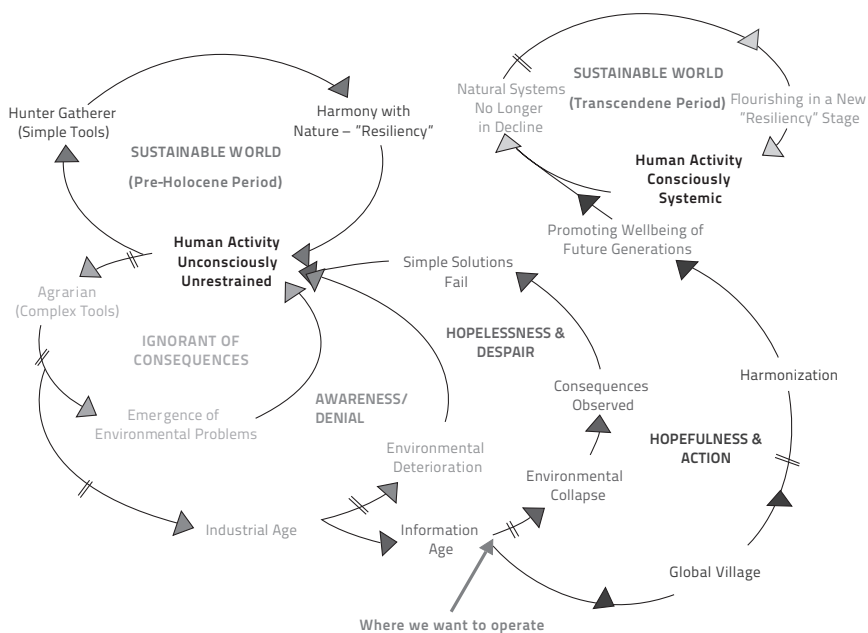 SUSTAINABLE WORLD
(Transcendene Period)
Natural Systems
No Longer
in Decline
Flourishing in a New
"Resiliency" Stage
Hunter Gatherer
(Simple Tools)
Harmony with
Nature – "Resiliency"
SUSTAINABLE WORLD
(Pre-Holocene Period)
Human Activity
Consciously
Systemic
Promoting Wellbeing of
Future Generations
Human Activity
Unconsciously
Unrestrained
Simple Solutions
Fail
Agrarian
(Complex Tools)
IGNORANT OF
CONSEQUENCES
HOPELESSNESS &
DESPAIR
Harmonization
Consequences
Observed
AWARENESS/
DENIAL
Emergence of
Environmental Problems
HOPEFULNESS &
ACTION
Environmental
Deterioration
Environmental
Collapse
Industrial Age
Information
Age
Global Village
Where we want to operate